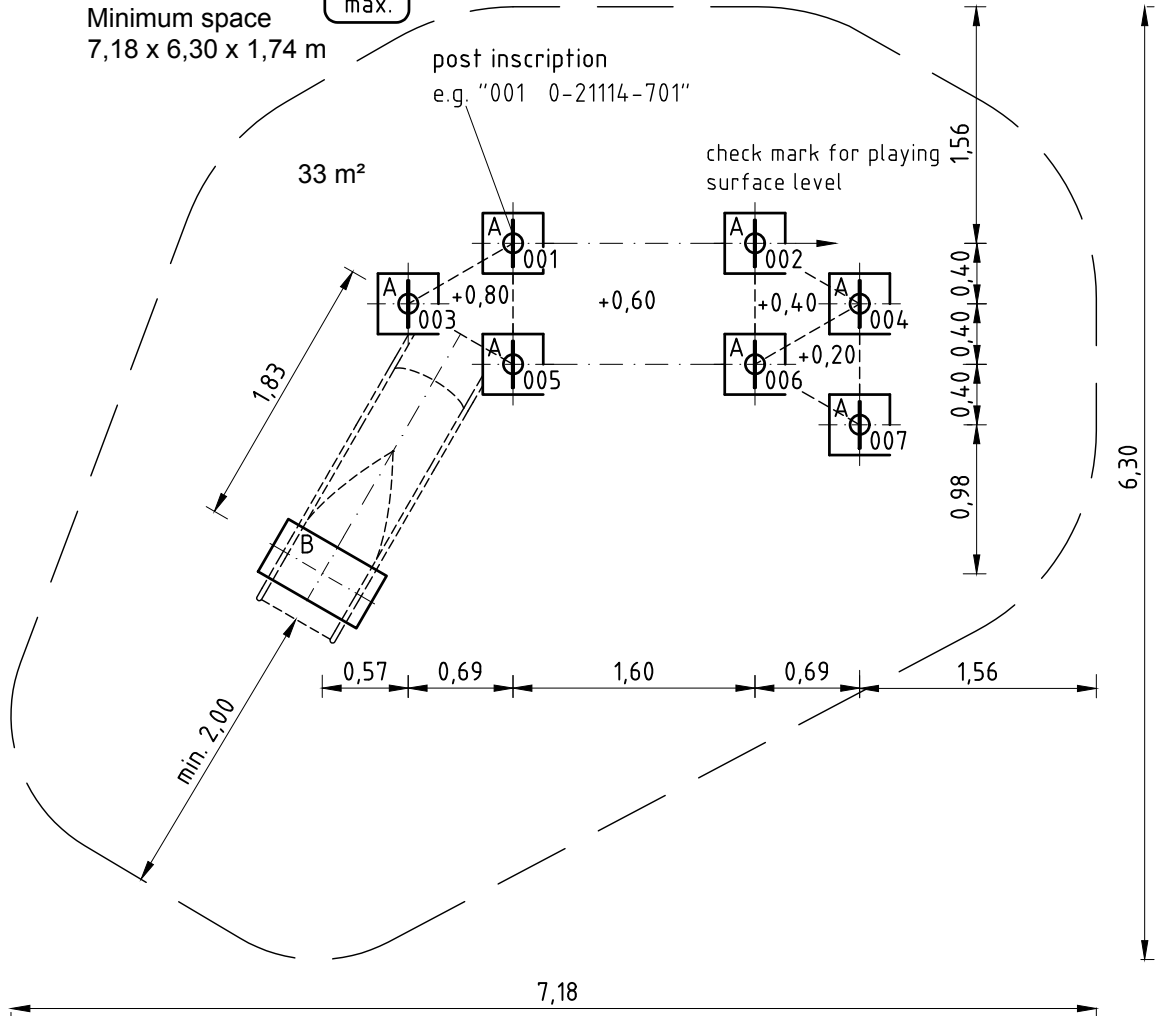 max.
Minimum space
7,18 x 6,30 x 1,74 m
post inscription
e.g. "001 0-21114-701"
33 m²
check mark for playing
surface level
1,56
A
001
A
002
A
003
+0,80
+0,60
+0,40
A
004
0,40
0,40
0,40
A
005
A
006
+0,20
A
007
1,83
0,98
6,30
B
0,57
0,69
1,60
0,69
1,56
min. 2,00
7,18